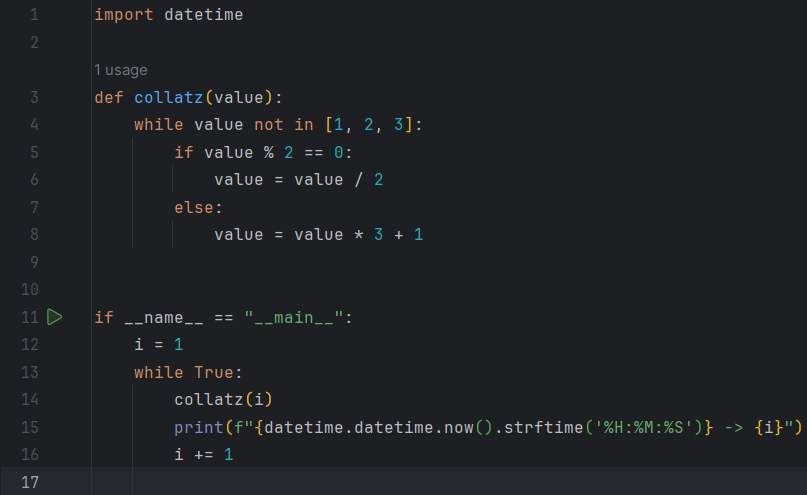 1 import datetime
2
1 usage
3 def collatz(value):
4     while value not in [1, 2, 3]:
5         if value % 2 == 0:
6             value = value / 2
7         else:
8             value = value * 3 + 1
9
10
11 if __name__ == "__main__":
12     i = 1
13     while True:
14         collatz(i)
15         print(f"{datetime.datetime.now().strftime('%H:%M:%S')} -> {i}")
16         i += 1
17